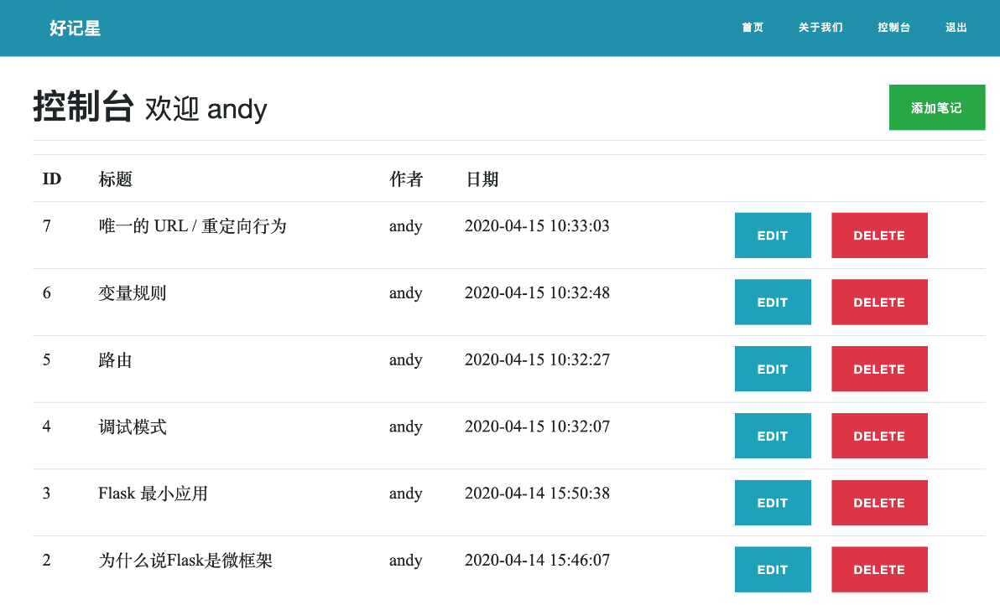 好记星 首页 关于我们 控制台 退出
控制台 欢迎 andy 添加笔记
ID 标题 作者 日期
7 唯一的 URL / 重定向行为 andy 2020-04-15 10:33:03 EDIT DELETE
6 变量规则 andy 2020-04-15 10:32:48 EDIT DELETE
5 路由 andy 2020-04-15 10:32:27 EDIT DELETE
4 调试模式 andy 2020-04-15 10:32:07 EDIT DELETE
3 Flask 最小应用 andy 2020-04-14 15:50:38 EDIT DELETE
2 为什么说Flask是微框架 andy 2020-04-14 15:46:07 EDIT DELETE